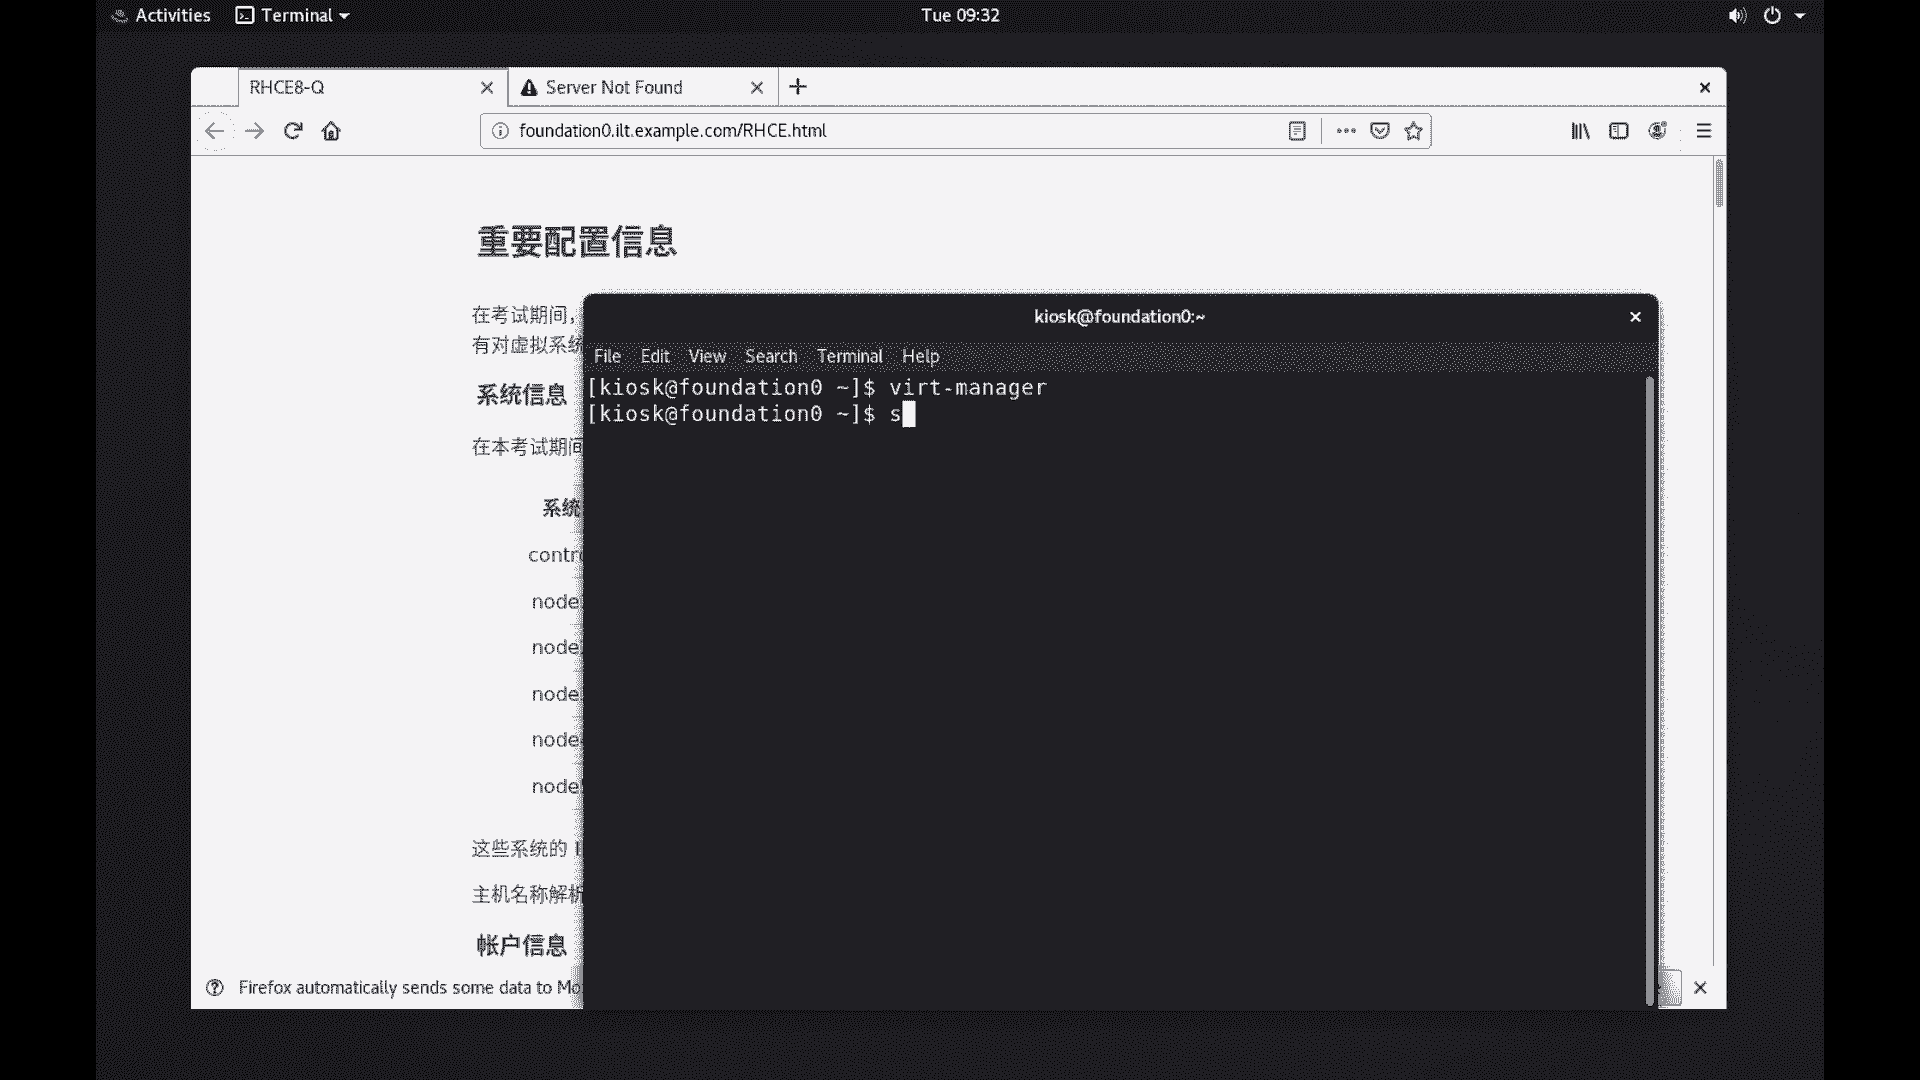 Activities Terminal Tue 09:32
RHCE8-Q Server Not Found
foundation0.ilt.example.com/RHCE.html
重要配置信息
在考试期间，
有对虚拟系统
系统信息
在本考试期间
系统
contro
node
node
node
node
node
这些系统的
主机名称解析
帐户信息
Firefox automatically sends some data to Mo
kiosk@foundation0:~
File Edit View Search Terminal Help
[kiosk@foundation0 ~]$ virt-manager
[kiosk@foundation0 ~]$ s